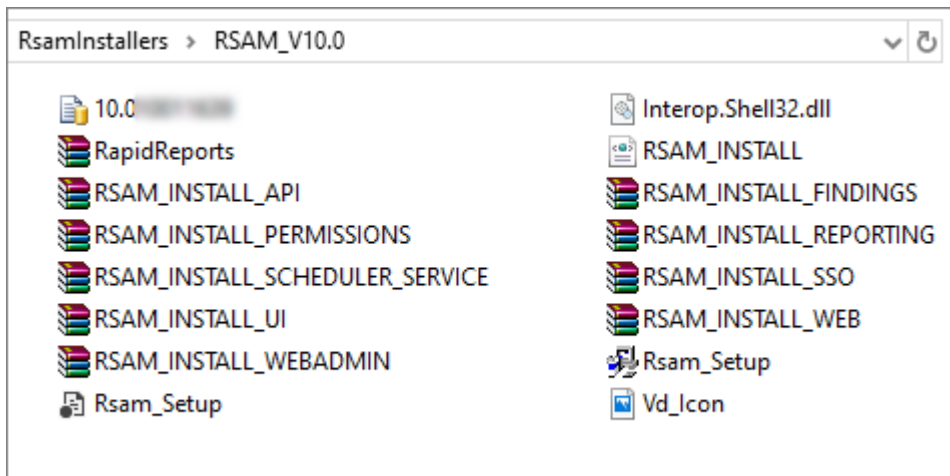 RsamInstallers > RSAM_V10.0
10.0
Interop.Shell32.dll
RapidReports
RSAM_INSTALL
RSAM_INSTALL_API
RSAM_INSTALL_FINDINGS
RSAM_INSTALL_PERMISSIONS
RSAM_INSTALL_REPORTING
RSAM_INSTALL_SCHEDULER_SERVICE
RSAM_INSTALL_SSO
RSAM_INSTALL_UI
RSAM_INSTALL_WEB
RSAM_INSTALL_WEBADMIN
Rsam_Setup
Rsam_Setup
Vd_Icon